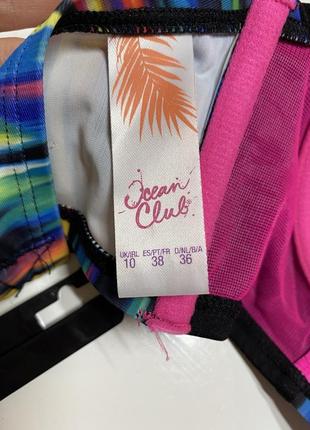 Ocean
Club®
UK/IRL ES/PT/FR D/NL/B/A
10 38 36